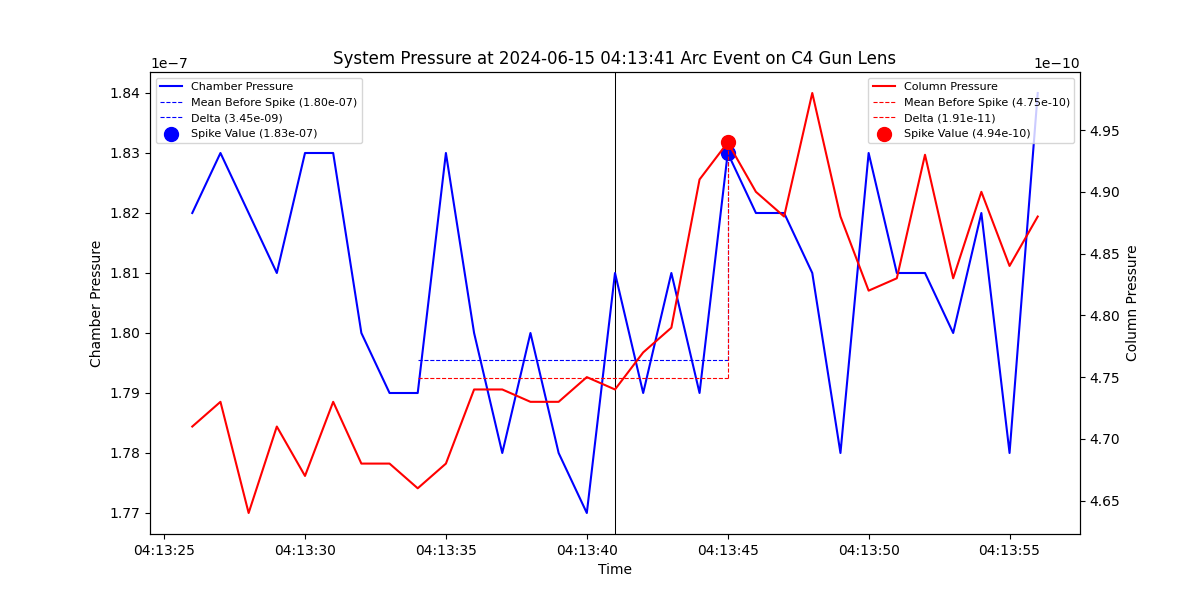 System Pressure at 2024-06-15 04:13:41 Arc Event on C4 Gun Lens
1e−7
1e−10
Chamber Pressure
Mean Before Spike (1.80e-07)
Delta (3.45e-09)
Spike Value (1.83e-07)
Column Pressure
Mean Before Spike (4.75e-10)
Delta (1.91e-11)
Spike Value (4.94e-10)
1.84
1.83
1.82
1.81
1.80
1.79
1.78
1.77
Chamber Pressure
4.95
4.90
4.85
4.80
4.75
4.70
4.65
Column Pressure
04:13:25 04:13:30 04:13:35 04:13:40 04:13:45 04:13:50 04:13:55
Time